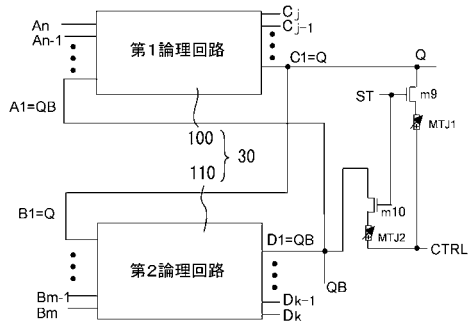 An
An-1
A1=QB
第1論理回路
Cj
Cj-1
C1=Q
Q
ST
m9
MTJ1
100
30
110
B1=Q
m10
MTJ2
CTRL
D1=QB
第2論理回路
QB
Bm-1
Bm
Dk-1
Dk